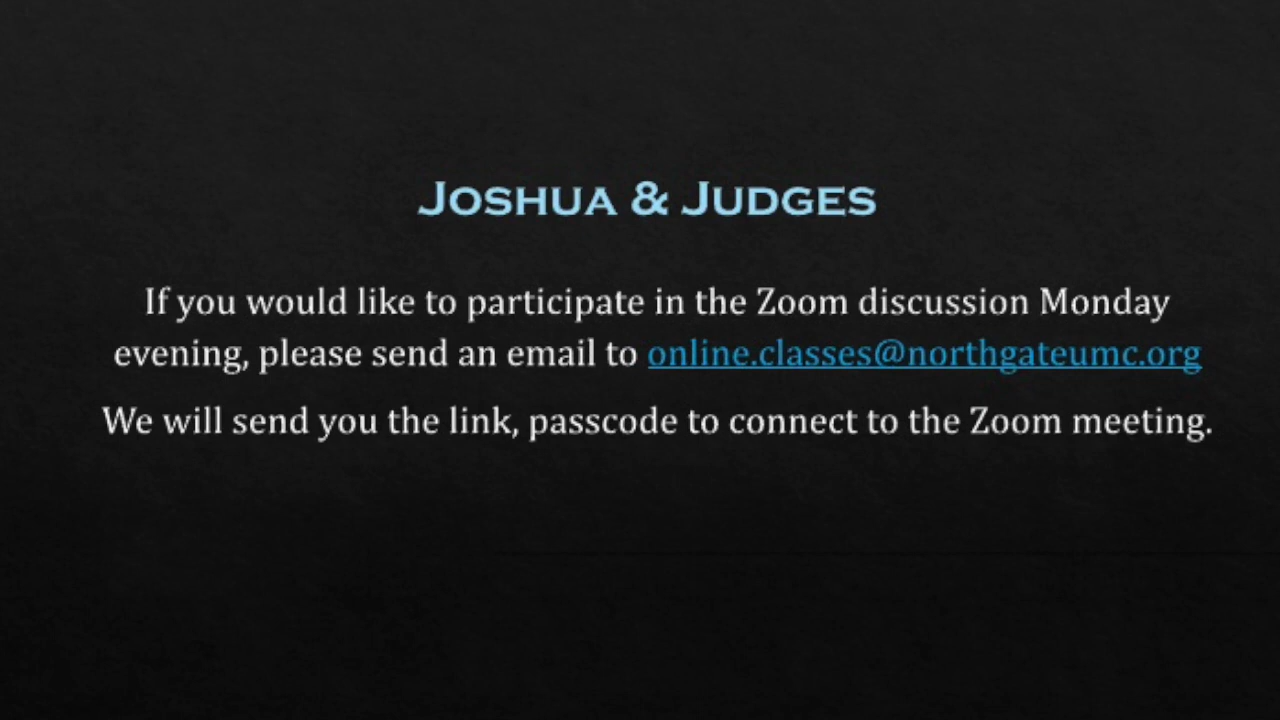 Joshua & Judges
If you would like to participate in the Zoom discussion Monday
evening, please send an email to online.classes@northgateumc.org
We will send you the link, passcode to connect to the Zoom meeting.